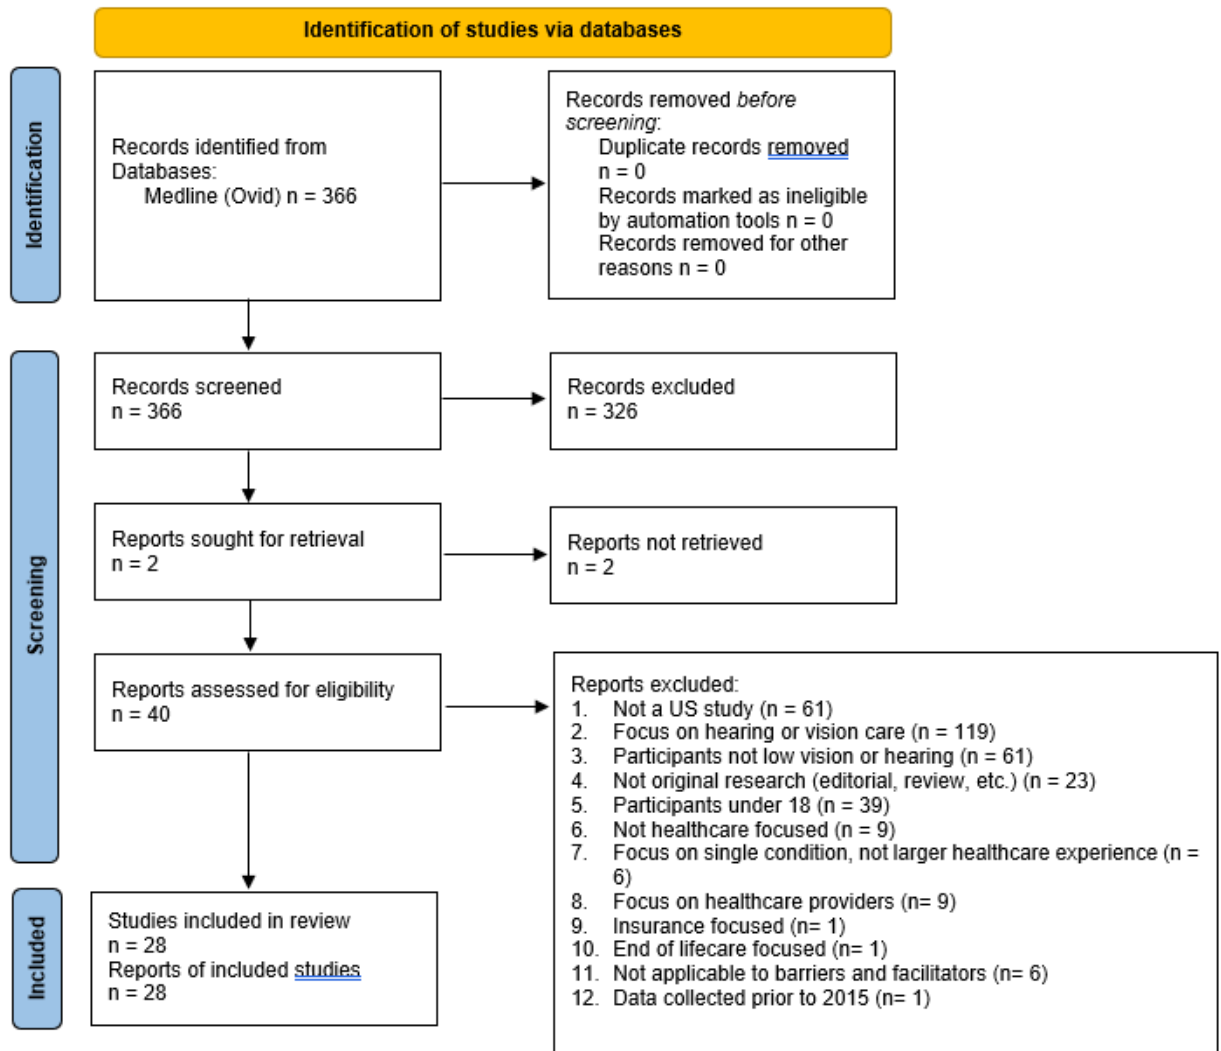 Identification of studies via databases
Identification
Records identified from
Databases:
Medline (Ovid) n = 366
Records removed before
screening:
Duplicate records removed
n = 0
Records marked as ineligible
by automation tools n = 0
Records removed for other
reasons n = 0
Screening
Records screened
n = 366
Records excluded
n = 326
Reports sought for retrieval
n = 2
Reports not retrieved
n = 2
Reports assessed for eligibility
n = 40
Reports excluded:
1. Not a US study (n = 61)
2. Focus on hearing or vision care (n = 119)
3. Participants not low vision or hearing (n = 61)
4. Not original research (editorial, review, etc.) (n = 23)
5. Participants under 18 (n = 39)
6. Not healthcare focused (n = 9)
7. Focus on single condition, not larger healthcare experience (n =
6)
8. Focus on healthcare providers (n= 9)
9. Insurance focused (n= 1)
10. End of lifecare focused (n= 1)
11. Not applicable to barriers and facilitators (n= 6)
12. Data collected prior to 2015 (n= 1)
Included
Studies included in review
n = 28
Reports of included studies
n = 28